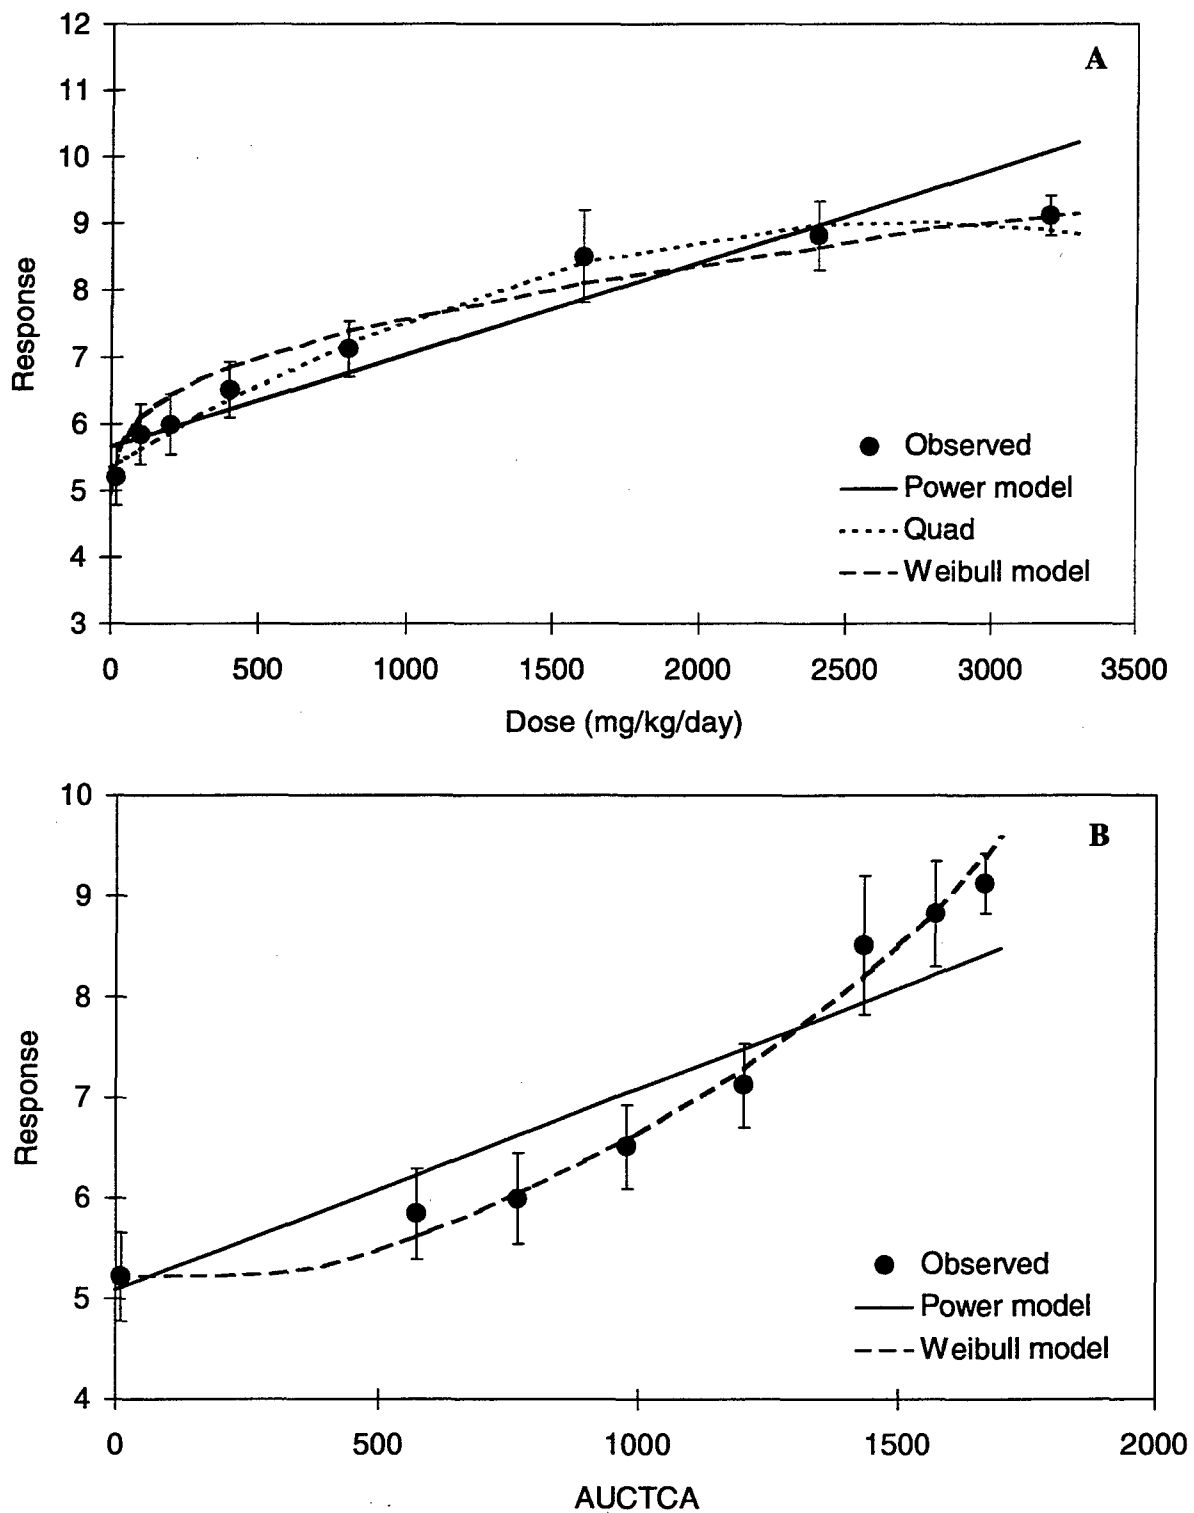 12
A
11
10
9
8
7
6
5
4
3
Response
Observed
Power model
Quad
Weibull model
0 500 1000 1500 2000 2500 3000 3500
Dose (mg/kg/day)
10
B
9
8
7
6
5
4
Response
Observed
Power model
Weibull model
0 500 1000 1500 2000
AUCTCA